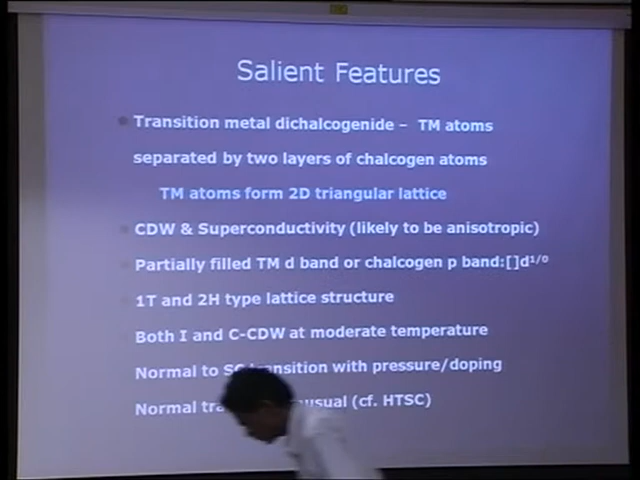 Salient Features
Transition metal dichalcogenide – TM atoms
separated by two layers of chalcogen atoms
TM atoms form 2D triangular lattice
CDW & Superconductivity (likely to be anisotropic)
Partially filled TM d band or chalcogen p band:[]d¹/⁰
1T and 2H type lattice structure
Both I and C-CDW at moderate temperature
Normal to SC transition with pressure/doping
Normal (cf. HTSC)